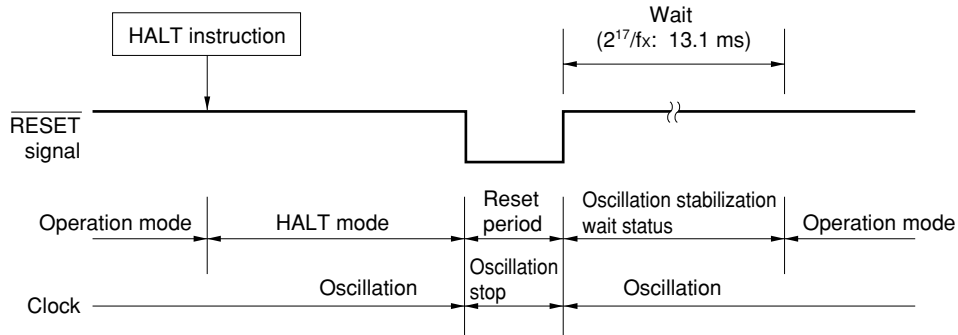 HALT instruction
Wait
(2¹⁷/fx: 13.1 ms)
RESET
signal
Operation mode
HALT mode
Reset
period
Oscillation stabilization
wait status
Operation mode
Clock
Oscillation
Oscillation
stop
Oscillation